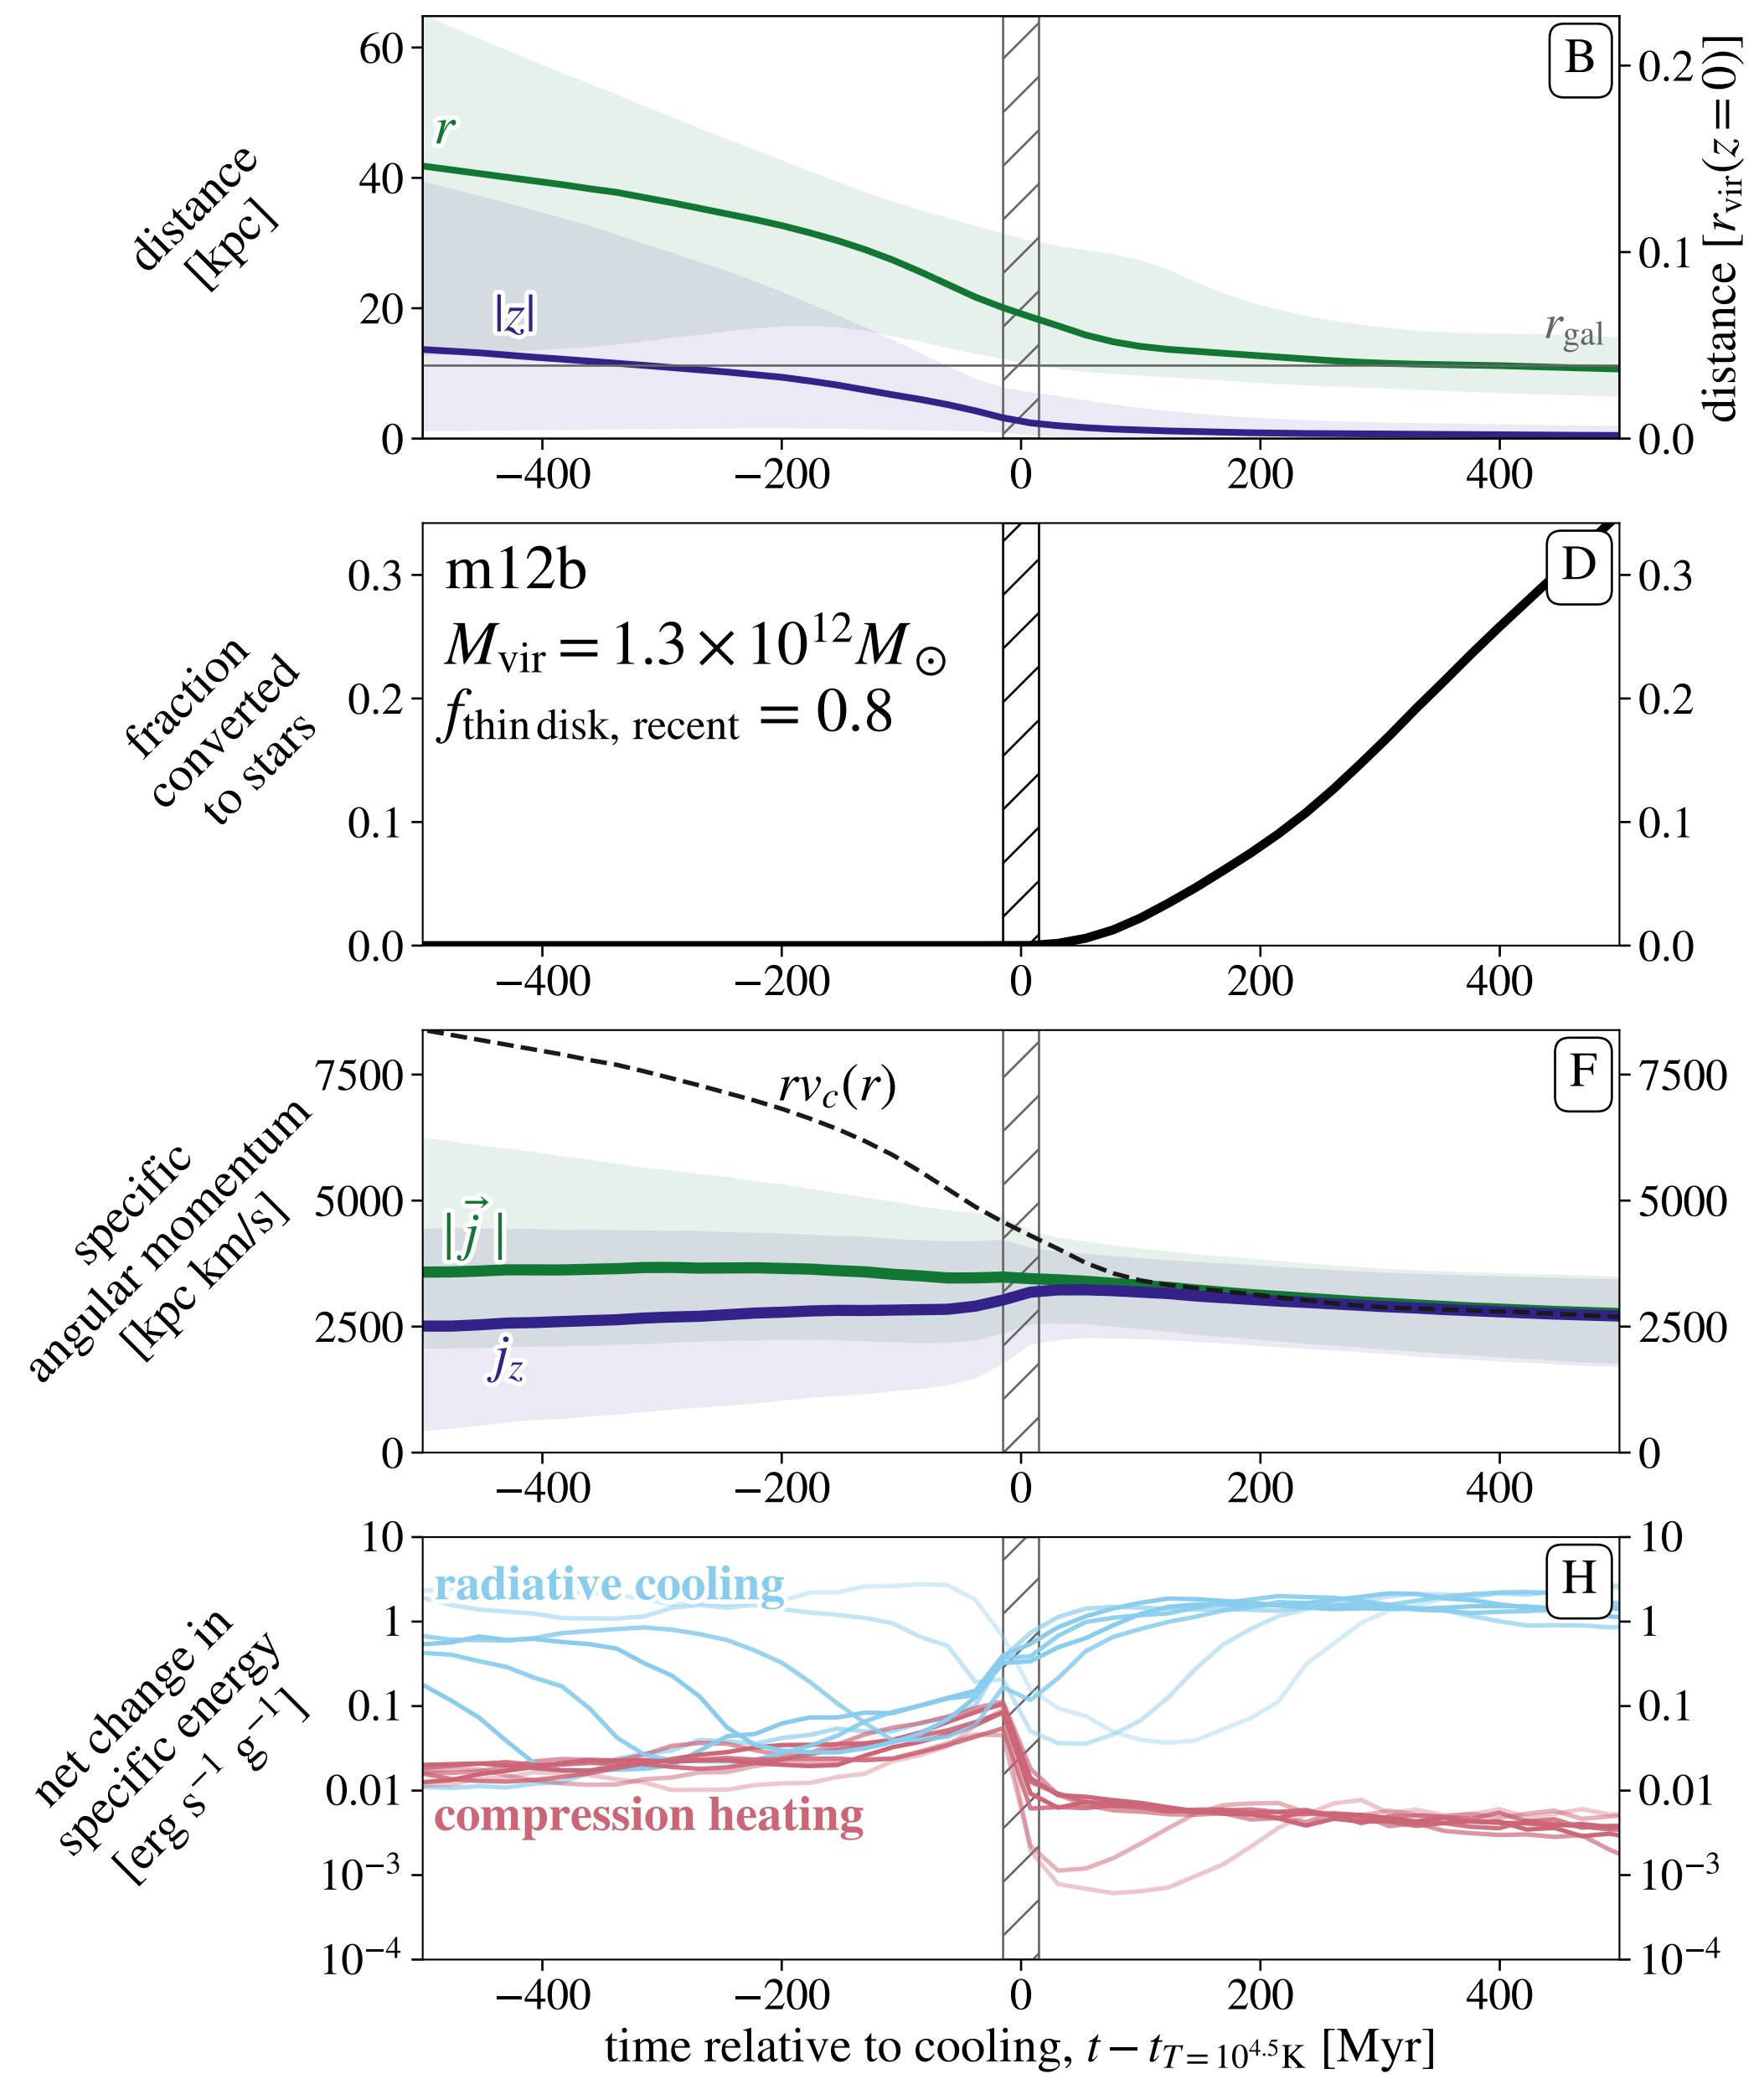 distance
[kpc]
60
40
20
0
r
|z|
r_gal
B
0.2
0.1
0.0
distance [r_vir(z=0)]
−400 −200 0 200 400
fraction
converted
to stars
0.3
0.2
0.1
0.0
m12b
M_vir = 1.3 × 10^12 M_⊙
f_thin disk, recent = 0.8
D
0.3
0.2
0.1
0.0
−400 −200 0 200 400
specific
angular momentum
[kpc km/s]
7500
5000
2500
0
rv_c(r)
|j⃗|
j_z
F
7500
5000
2500
0
−400 −200 0 200 400
net change in
specific energy
[erg s^−1 g^−1]
10
1
0.1
0.01
10^−3
10^−4
radiative cooling
compression heating
H
10
1
0.1
0.01
10^−3
10^−4
−400 −200 0 200 400
time relative to cooling, t − t_T=10^4.5K [Myr]